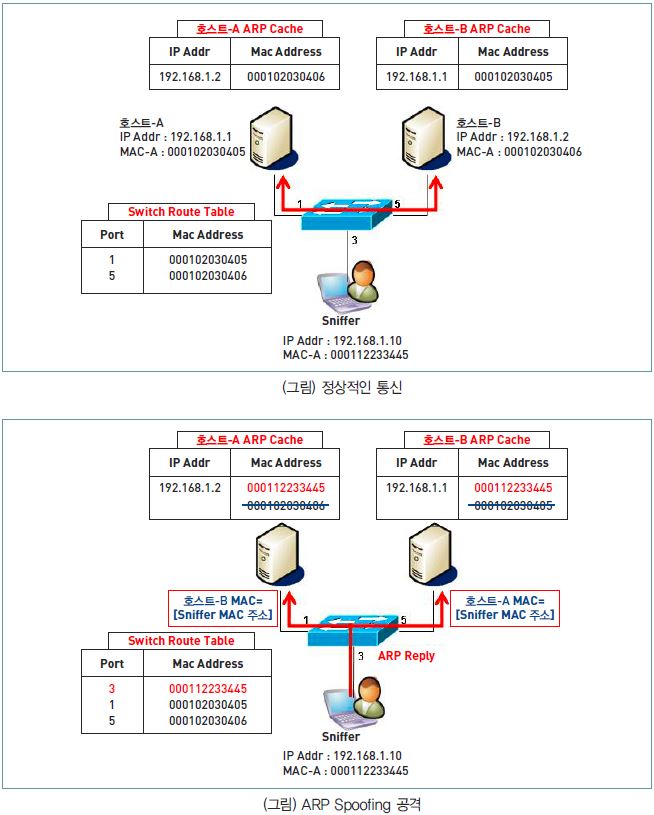 호스트-A ARP Cache
IP Addr Mac Address
192.168.1.2 000102030406
호스트-B ARP Cache
IP Addr Mac Address
192.168.1.1 000102030405
호스트-A
IP Addr : 192.168.1.1
MAC-A : 000102030405
호스트-B
IP Addr : 192.168.1.2
MAC-A : 000102030406
1
5
3
Switch Route Table
Port Mac Address
1 000102030405
5 000102030406
Sniffer
IP Addr : 192.168.1.10
MAC-A : 000112233445
(그림) 정상적인 통신
호스트-A ARP Cache
IP Addr Mac Address
192.168.1.2 000112233445
000102030406
호스트-B ARP Cache
IP Addr Mac Address
192.168.1.1 000112233445
000102030405
호스트-B MAC=
[Sniffer MAC 주소]
호스트-A MAC=
[Sniffer MAC 주소]
1
5
3
ARP Reply
Switch Route Table
Port Mac Address
3 000112233445
1 000102030405
5 000102030406
Sniffer
IP Addr : 192.168.1.10
MAC-A : 000112233445
(그림) ARP Spoofing 공격